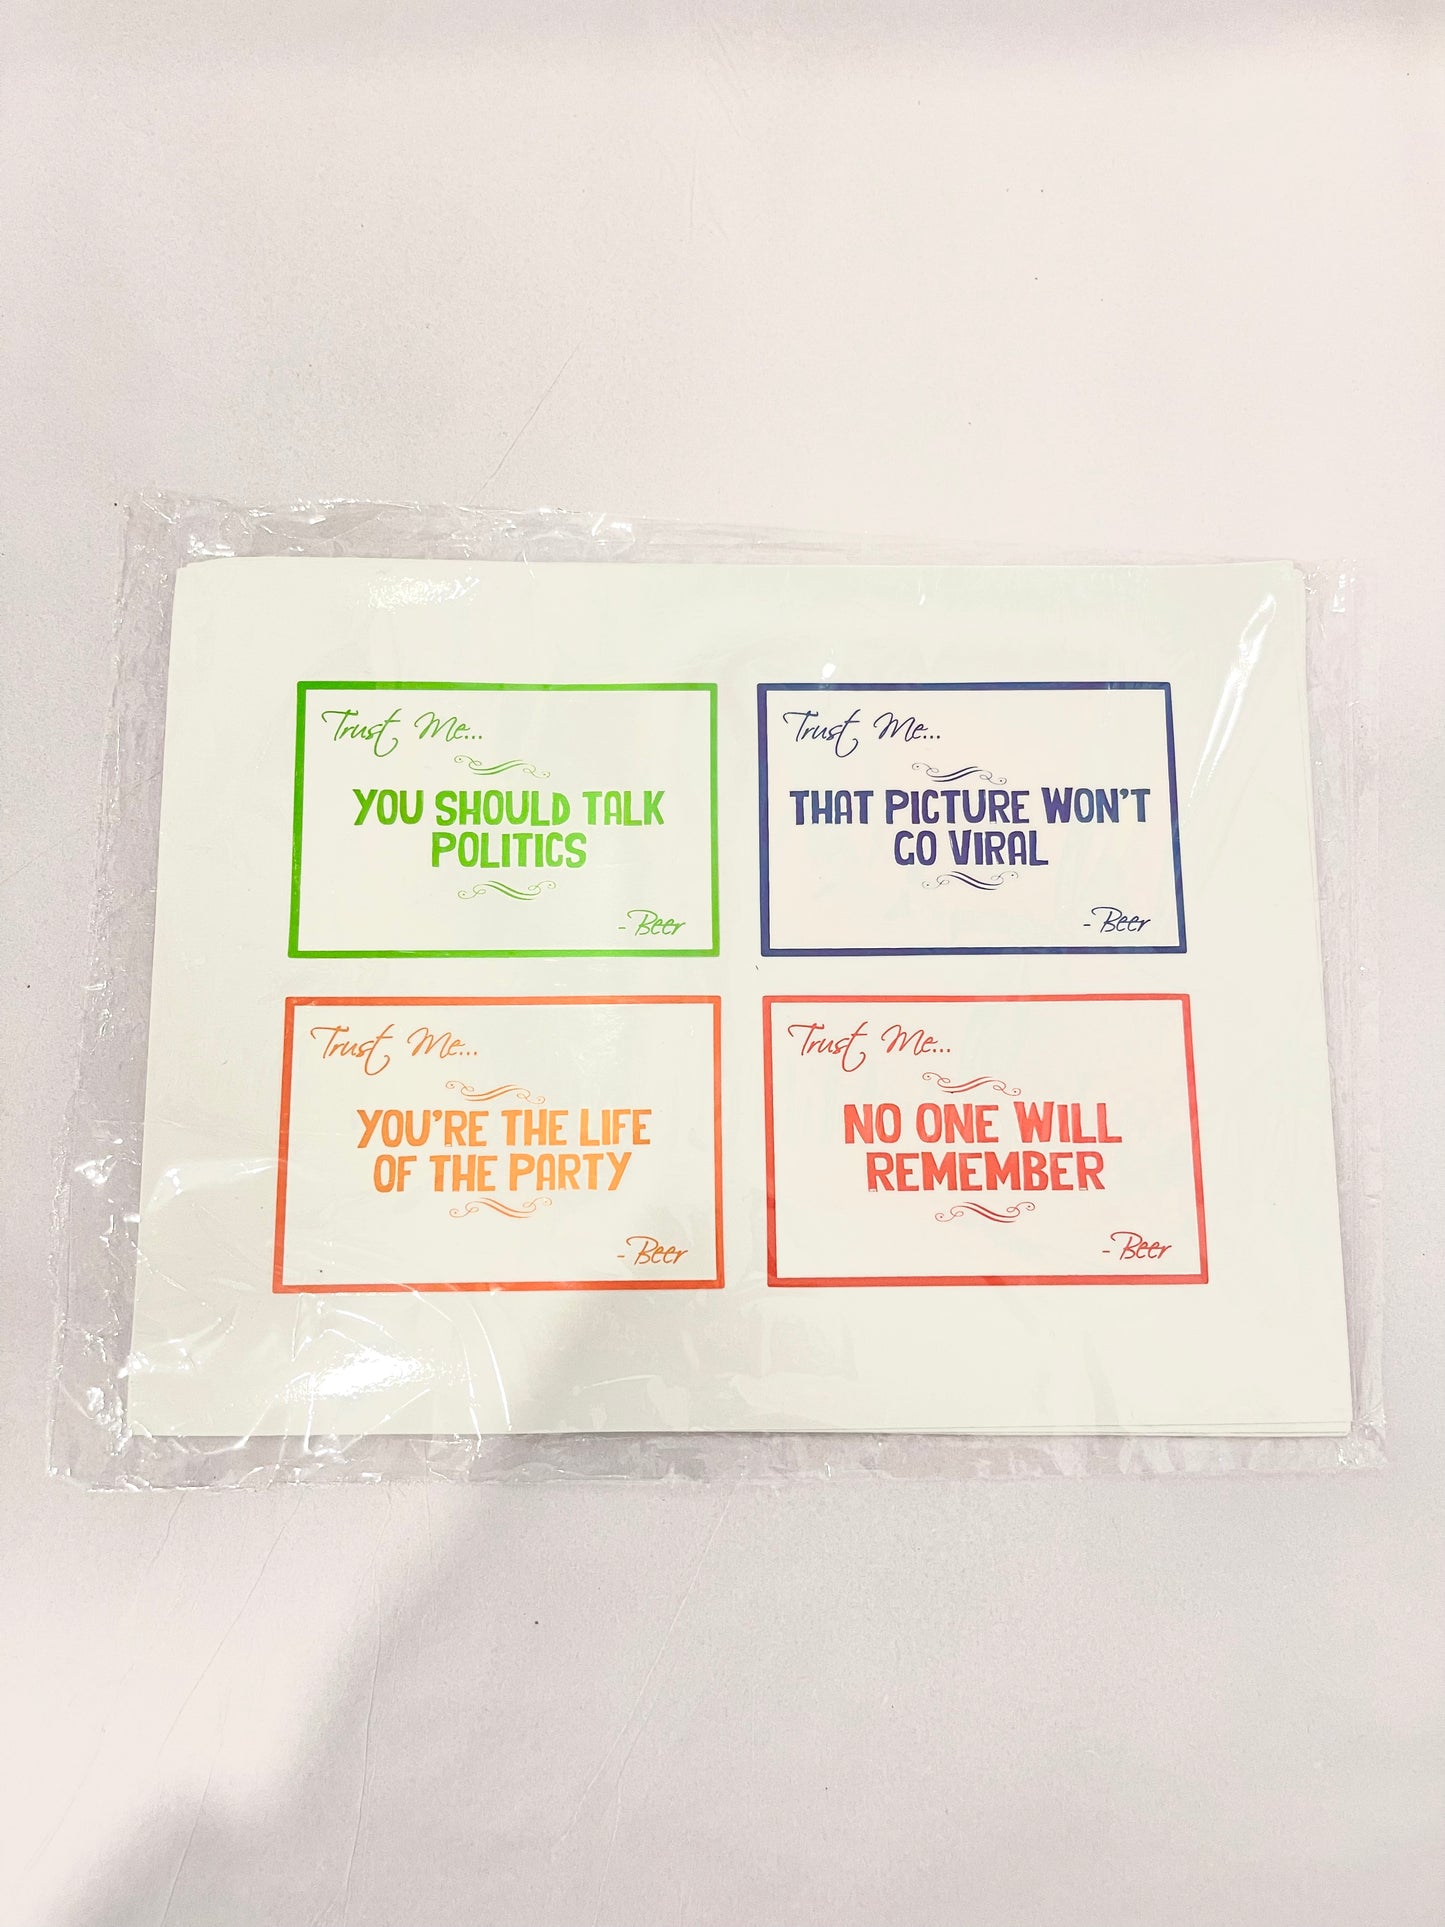 Trust Me...
YOU SHOULD TALK
POLITICS
- Beer
Trust Me...
THAT PICTURE WON'T
GO VIRAL
- Beer
Trust Me...
YOU'RE THE LIFE
OF THE PARTY
- Beer
Trust Me...
NO ONE WILL
REMEMBER
- Beer